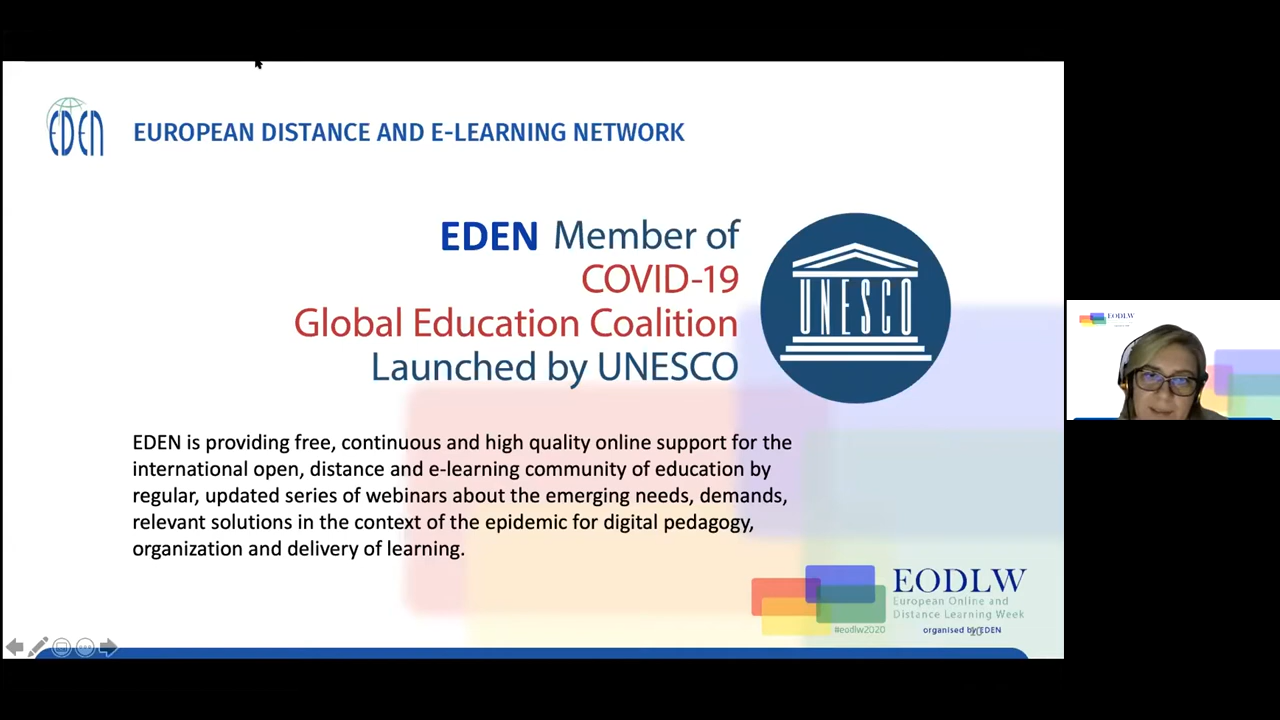 EDEN
EUROPEAN DISTANCE AND E-LEARNING NETWORK
EDEN Member of
COVID-19
Global Education Coalition
Launched by UNESCO
UNESCO
EDEN is providing free, continuous and high quality online support for the
international open, distance and e-learning community of education by
regular, updated series of webinars about the emerging needs, demands,
relevant solutions in the context of the epidemic for digital pedagogy,
organization and delivery of learning.
EODLW
European Online and
Distance Learning Week
#eodlw2020
organised by EDEN
10
EODLW